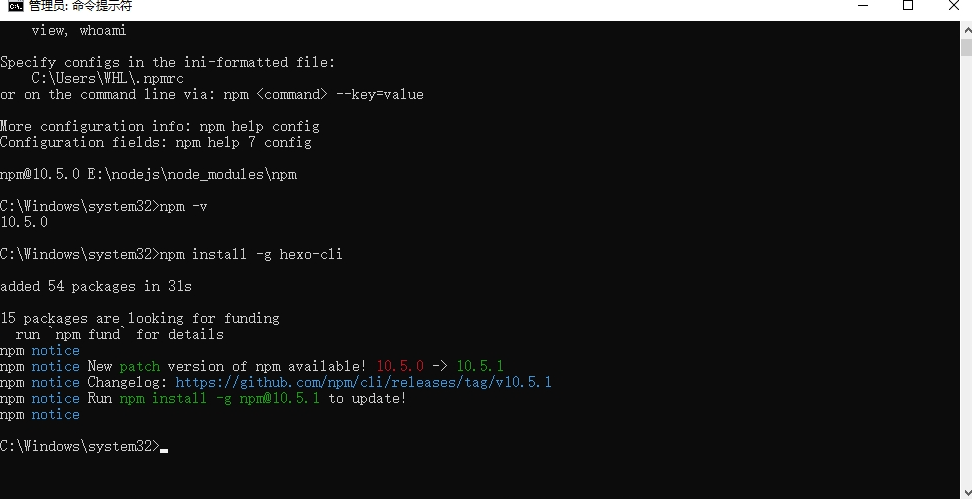 管理员: 命令提示符
view, whoami
Specify configs in the ini-formatted file:
C:\Users\WHL\.npmrc
or on the command line via: npm <command> --key=value
More configuration info: npm help config
Configuration fields: npm help 7 config
npm@10.5.0 E:\nodejs\node_modules\npm
C:\Windows\system32>npm -v
10.5.0
C:\Windows\system32>npm install -g hexo-cli
added 54 packages in 31s
15 packages are looking for funding
run `npm fund` for details
npm notice
npm notice New patch version of npm available! 10.5.0 -> 10.5.1
npm notice Changelog: https://github.com/npm/cli/releases/tag/v10.5.1
npm notice Run npm install -g npm@10.5.1 to update!
npm notice
C:\Windows\system32>